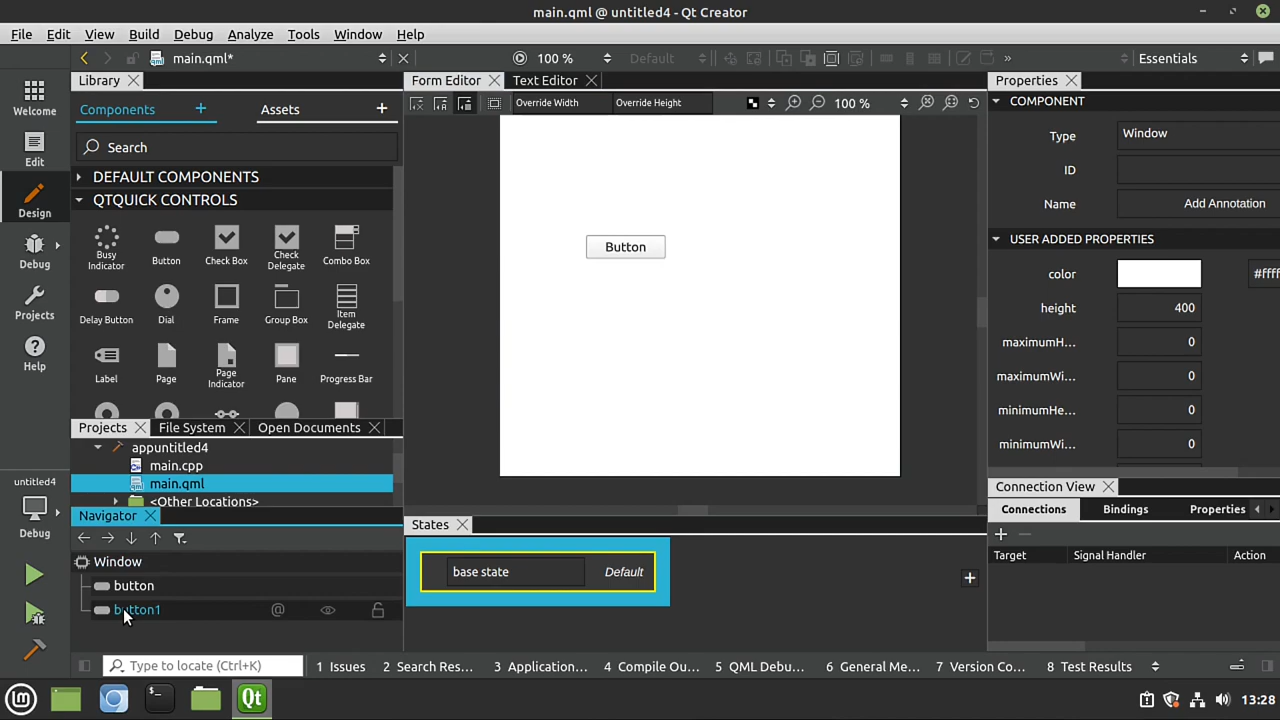 main.qml @ untitled4 - Qt Creator
File Edit View Build Debug Analyze Tools Window Help
main.qml* 100 % Default Essentials
Library Form Editor Text Editor Properties
Welcome
Components + Assets +
Override Width Override Height 100 %
COMPONENT
Type Window
Search
Edit
ID
DEFAULT COMPONENTS
QTQUICK CONTROLS
Name Add Annotation
Design
USER ADDED PROPERTIES
Busy Indicator
Button
Check Box
Check Delegate
Combo Box
Button
Debug
color #ffff
height 400
Projects
Delay Button
Dial
Frame
Group Box
Item Delegate
maximumH... 0
Help
maximumWi... 0
Label
Page
Page Indicator
Pane
Progress Bar
minimumHe... 0
Projects File System Open Documents
minimumWi... 0
appuntitled4
main.cpp
main.qml
<Other Locations>
untitled4
Debug
Connection View
Connections Bindings Properties
Navigator
States
Target Signal Handler Action
Window
base state Default
button
button1 @
Type to locate (Ctrl+K) 1 Issues 2 Search Res... 3 Application... 4 Compile Ou... 5 QML Debu... 6 General Me... 7 Version Co... 8 Test Results
Qt 13:28